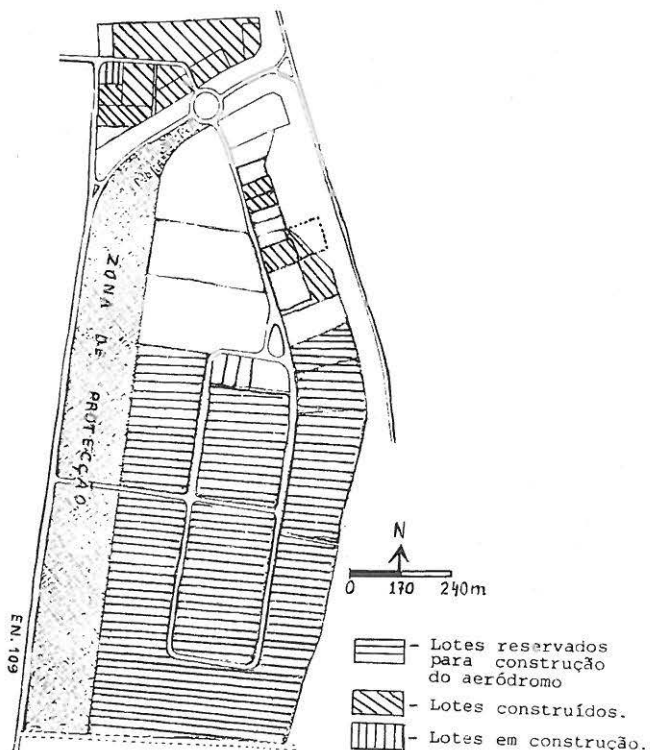 ZONA DE PROTECÇÃO
N
0 170 240m
EN.109
- Lotes reservados
para construção
do aeródromo
- Lotes construídos.
- Lotes em construção.